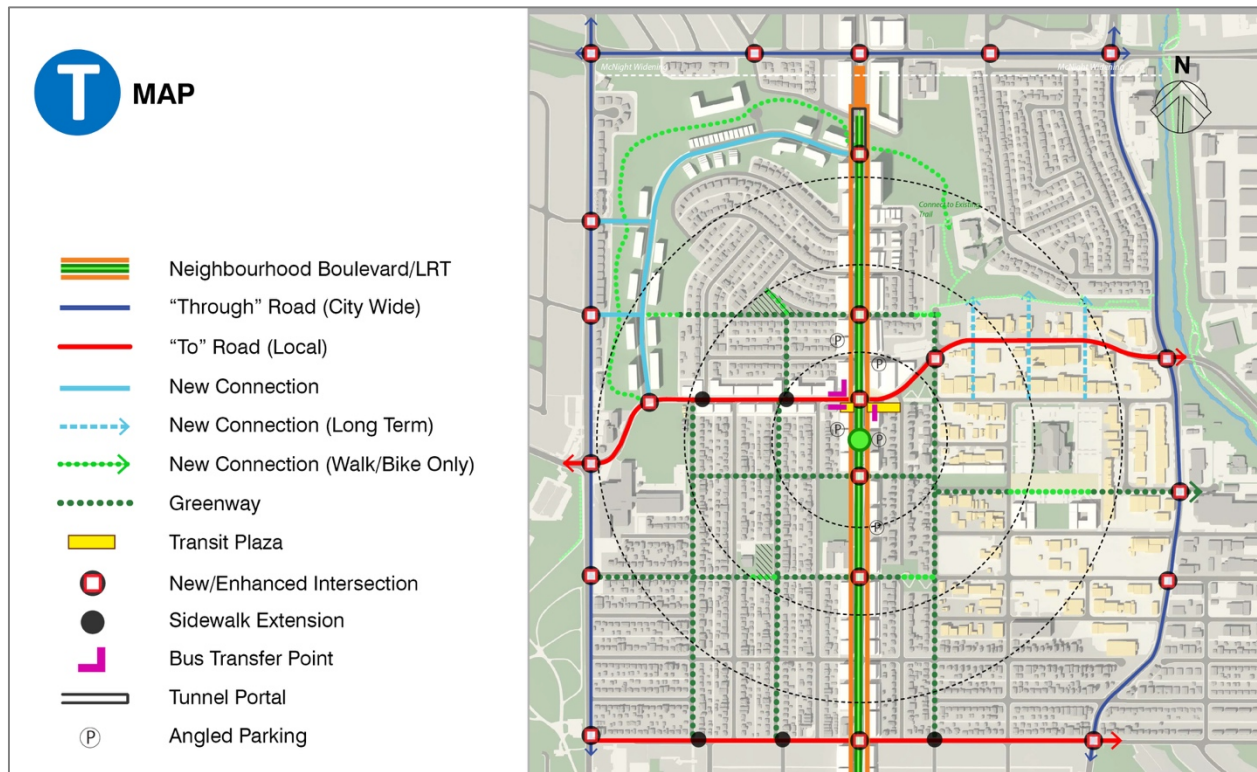 T MAP
Neighbourhood Boulevard/LRT
“Through” Road (City Wide)
“To” Road (Local)
New Connection
New Connection (Long Term)
New Connection (Walk/Bike Only)
Greenway
Transit Plaza
New/Enhanced Intersection
Sidewalk Extension
Bus Transfer Point
Tunnel Portal
P Angled Parking
McNight Widening
McNight
N
Connect to Existing
Trail
P
P
P
P
P